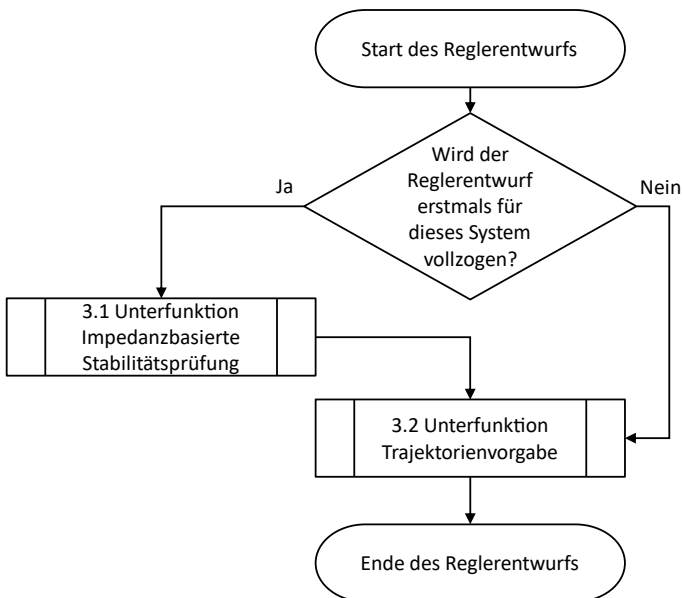 Start des Reglerentwurfs
Wird der
Reglerentwurf
erstmals für
dieses System
vollzogen?
Ja
Nein
3.1 Unterfunktion
Impedanzbasierte
Stabilitätsprüfung
3.2 Unterfunktion
Trajektorienvorgabe
Ende des Reglerentwurfs